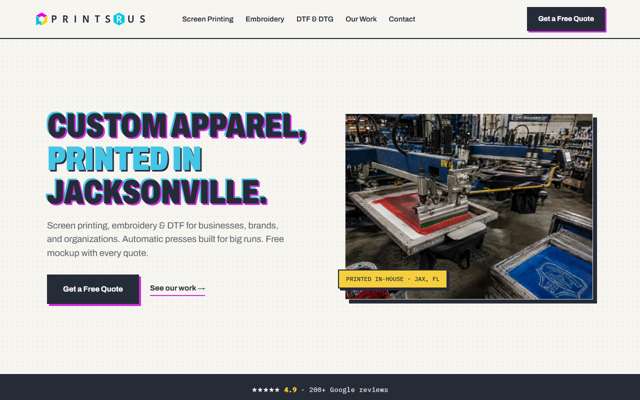 PRINTS R US
Screen Printing
Embroidery
DTF & DTG
Our Work
Contact
Get a Free Quote
CUSTOM APPAREL,
PRINTED IN
JACKSONVILLE.
Screen printing, embroidery & DTF for businesses, brands,
and organizations. Automatic presses built for big runs. Free
mockup with every quote.
Get a Free Quote
See our work →
PRINTED IN-HOUSE · JAX, FL
★★★★★ 4.9 · 200+ Google reviews